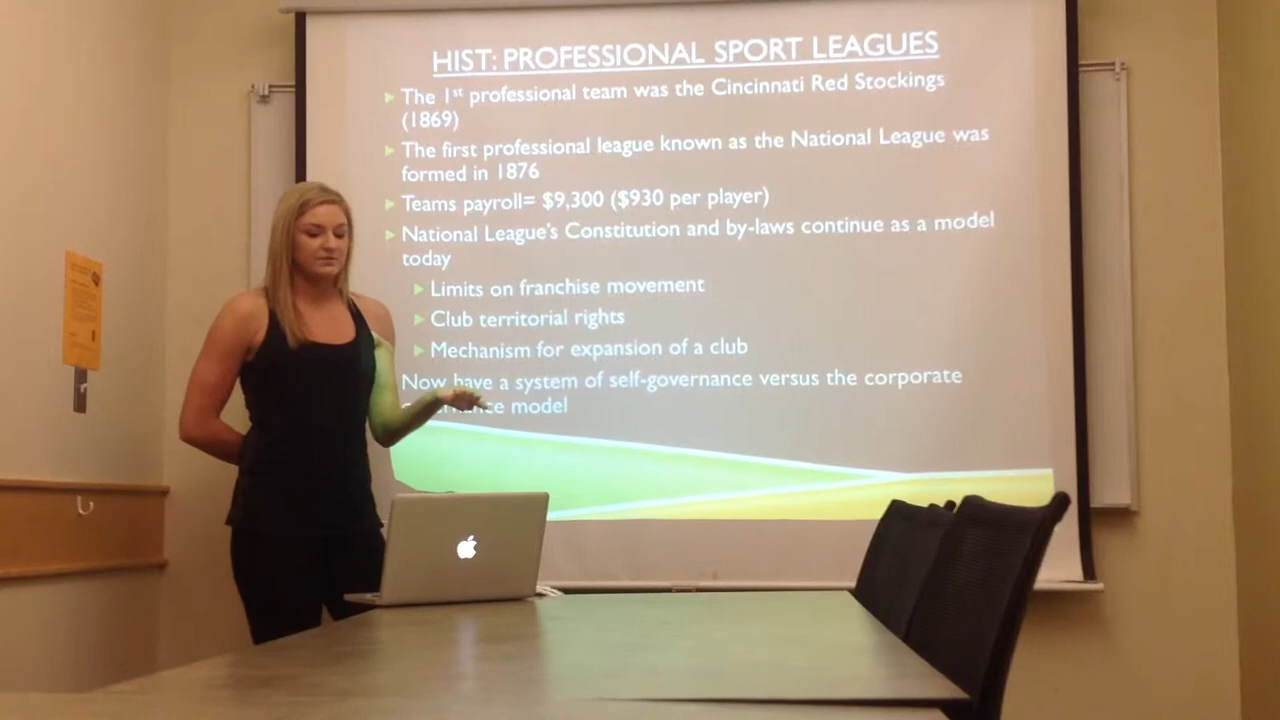 HIST: PROFESSIONAL SPORT LEAGUES
The 1st professional team was the Cincinnati Red Stockings
(1869)
The first professional league known as the National League was
formed in 1876
Teams payroll= $9,300 ($930 per player)
National League's Constitution and by-laws continue as a model
today
Limits on franchise movement
Club territorial rights
Mechanism for expansion of a club
Now have a system of self-governance versus the corporate
governance model